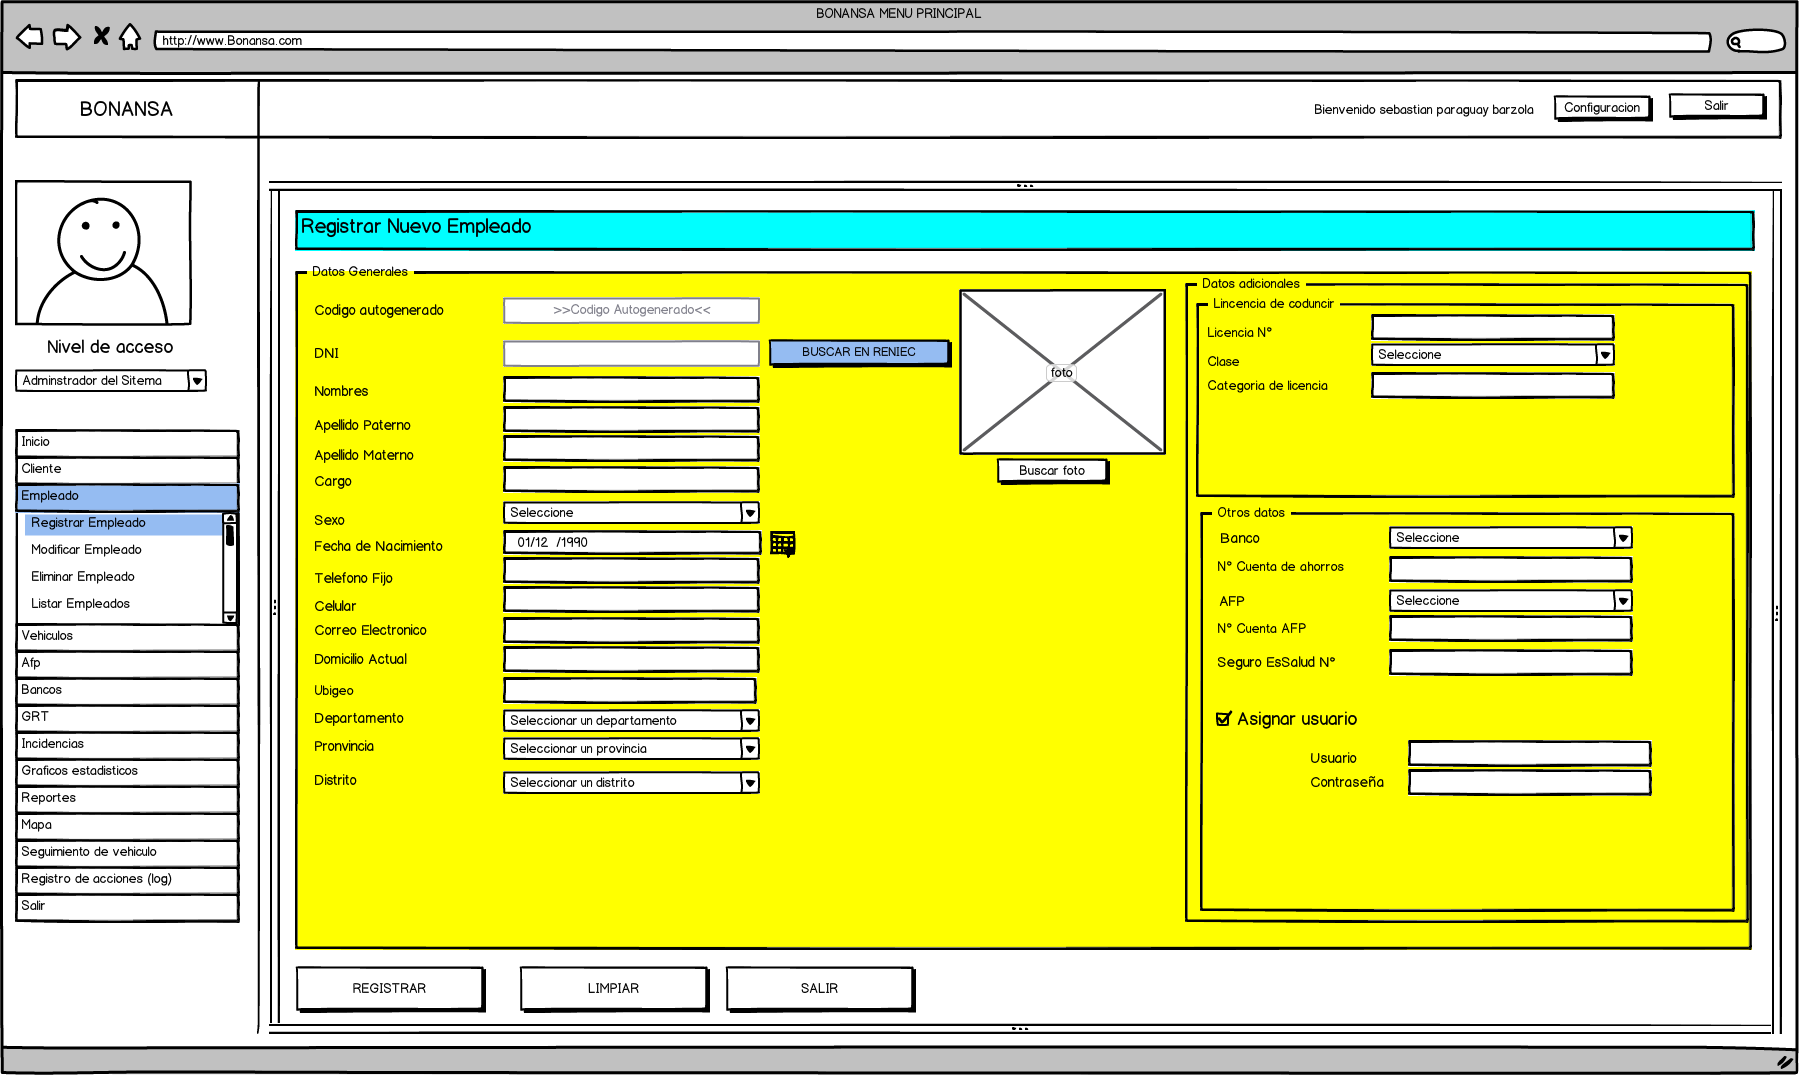 BONANSA MENU PRINCIPAL
http://www.Bonansa.com
BONANSA
Bienvenido sebastian paraguay barzola
Configuracion
Salir
Nivel de acceso
Adminstrador del Sitema
Inicio
Cliente
Empleado
Registrar Empleado
Modificar Empleado
Eliminar Empleado
Listar Empleados
Vehiculos
Afp
Bancos
GRT
Incidencias
Graficos estadisticos
Reportes
Mapa
Seguimiento de vehiculo
Registro de acciones (log)
Salir
Registrar Nuevo Empleado
Datos Generales
Codigo autogenerado
>>Codigo Autogenerado<<
DNI
BUSCAR EN RENIEC
Nombres
Apellido Paterno
Apellido Materno
Cargo
Sexo
Seleccione
Fecha de Nacimiento
01/12 /1990
Telefono Fijo
Celular
Correo Electronico
Domicilio Actual
Ubigeo
Departamento
Seleccionar un departamento
Pronvincia
Seleccionar un provincia
Distrito
Seleccionar un distrito
foto
Buscar foto
Datos adicionales
Lincencia de coduncir
Licencia N°
Clase
Seleccione
Categoria de licencia
Otros datos
Banco
Seleccione
N° Cuenta de ahorros
AFP
Seleccione
N° Cuenta AFP
Seguro EsSalud N°
Asignar usuario
Usuario
Contraseña
REGISTRAR
LIMPIAR
SALIR